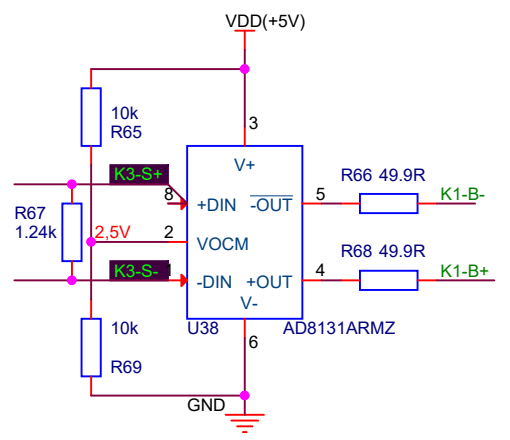 VDD(+5V)
10k
R65
3
K3-S+
V+
R66 49.9R
8
+DIN
-OUT
5
K1-B-
R67
1.24k
2,5V
2
VOCM
R68 49.9R
K3-S-
1
-DIN
+OUT
4
K1-B+
V-
10k
U38
AD8131ARMZ
6
R69
GND